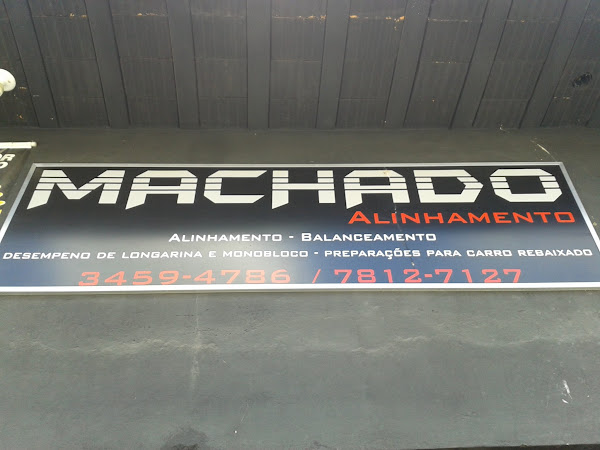 MACHADO
ALINHAMENTO
ALINHAMENTO - BALANCEAMENTO
DESEMPENO DE LONGARINA E MONOBLOCO - PREPARAÇÕES PARA CARRO REBAIXADO
3459-4786 / 7812-7127